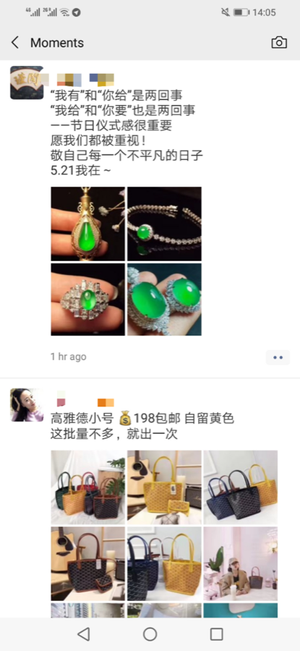 14:05
Moments
“我有”和“你给”是两回事
“我给”和“你要”也是两回事
——节日仪式感很重要
愿我们都被重视！
敬自己每一个不平凡的日子
5.21我在～
1 hr ago
高雅德小号 💰198包邮 自留黄色
这批量不多，就出一次